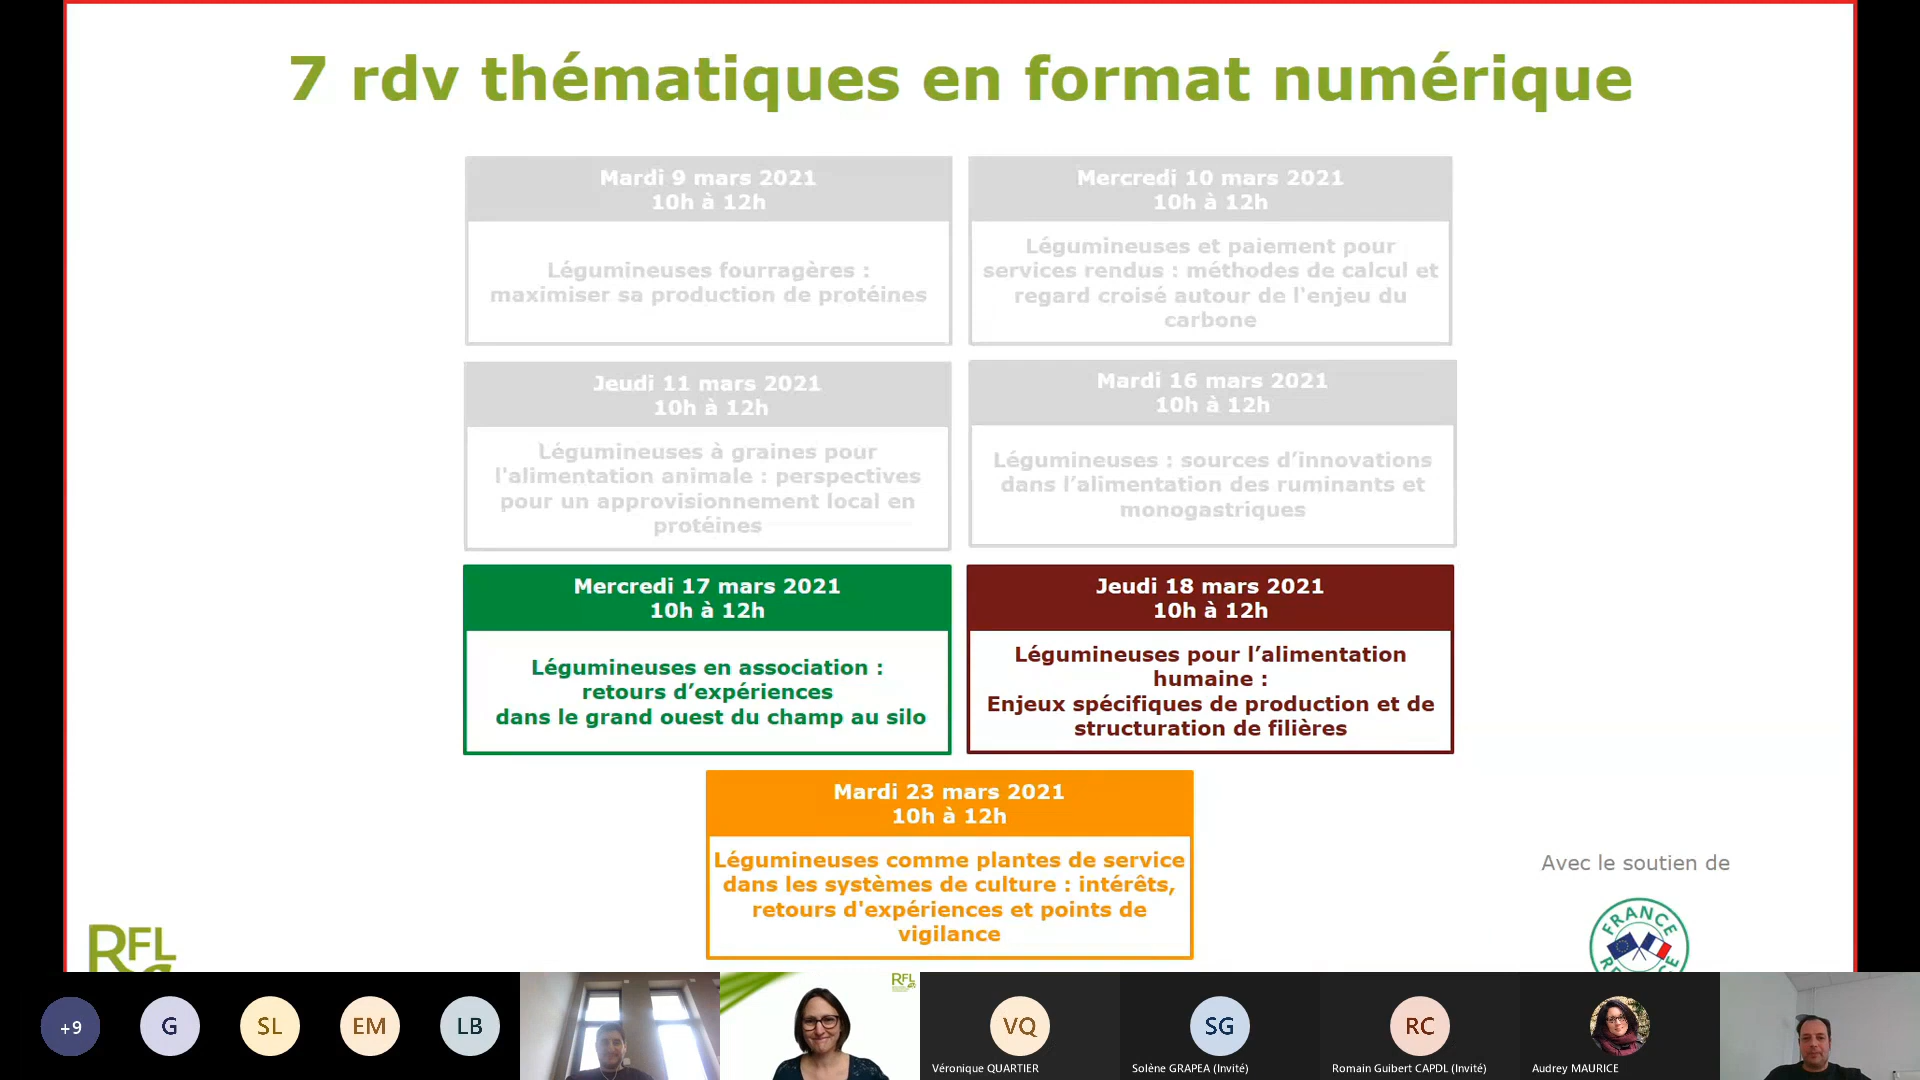 7 rdv thématiques en format numérique
Mardi 9 mars 2021
10h à 12h
Légumineuses fourragères :
maximiser sa production de protéines
Mercredi 10 mars 2021
10h à 12h
Légumineuses et paiement pour
services rendus : méthodes de calcul et
regard croisé autour de l'enjeu du
carbone
Jeudi 11 mars 2021
10h à 12h
Légumineuses à graines pour
l'alimentation animale : perspectives
pour un approvisionnement local en
protéines
Mardi 16 mars 2021
10h à 12h
Légumineuses : sources d’innovations
dans l’alimentation des ruminants et
monogastriques
Mercredi 17 mars 2021
10h à 12h
Légumineuses en association :
retours d’expériences
dans le grand ouest du champ au silo
Jeudi 18 mars 2021
10h à 12h
Légumineuses pour l’alimentation
humaine :
Enjeux spécifiques de production et de
structuration de filières
Mardi 23 mars 2021
10h à 12h
Légumineuses comme plantes de service
dans les systèmes de culture : intérêts,
retours d'expériences et points de
vigilance
Avec le soutien de
FRANCE
RFL
+9
G
SL
EM
LB
RFL
VQ
Véronique QUARTIER
SG
Solène GRAPEA (Invité)
RC
Romain Guibert CAPDL (Invité)
Audrey MAURICE